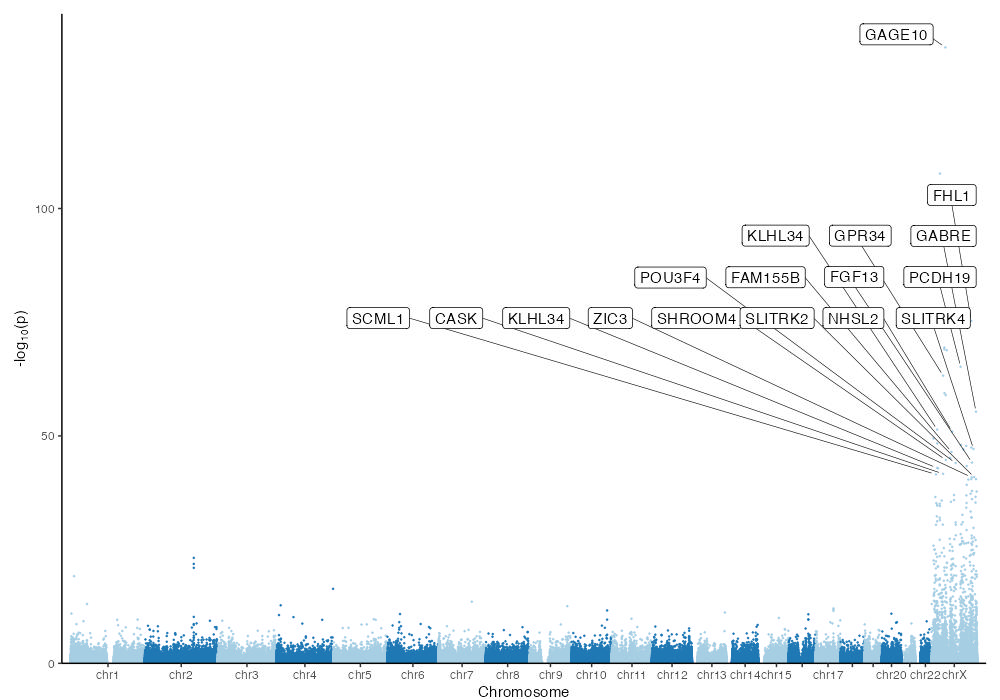 GAGE10
FHL1
100
KLHL34 GPR34 GABRE
POU3F4 FAM155B FGF13 PCDH19
SCML1 CASK KLHL34 ZIC3 SHROOM4 SLITRK2 NHSL2 SLITRK4
-log10(p)
50
0
chr1 chr2 chr3 chr4 chr5 chr6 chr7 chr8 chr9 chr10 chr11 chr12 chr13 chr14 chr15 chr17 chr18 chr20 chr22 chrX
Chromosome